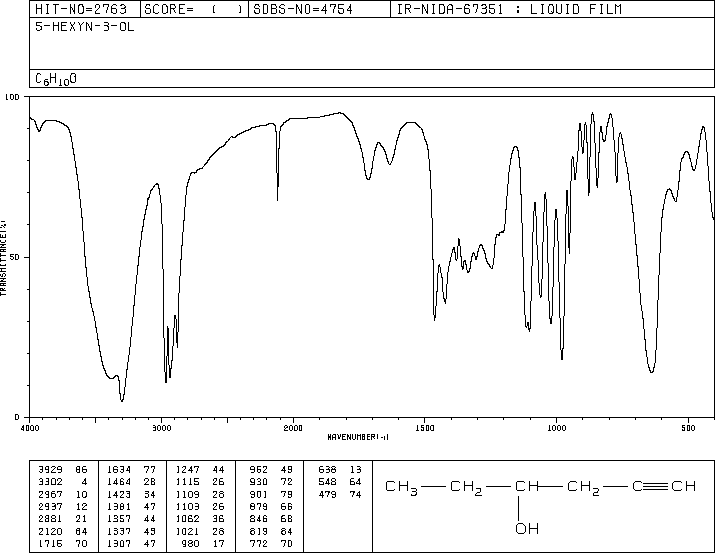 HIT-NO=2763 SCORE= ( ) SDBS-NO=4754 IR-NIDA-67351 : LIQUID FILM
5-HEXYN-3-OL
C6H10O
100
50
0
TRANSMITTANCE(%)
4000 3000 2000 1500 1000 500
WAVENUMBER(-1)
3929 86 1634 77 1247 44 962 49 638 13
3302 4 1464 28 1115 26 930 72 548 64
2967 10 1423 34 1109 28 901 79 479 74
2937 12 1381 47 1103 26 879 66
2881 21 1357 44 1062 36 846 68
2120 64 1337 43 1021 28 819 84
1715 70 1307 47 980 17 772 70
CH3 CH2 CH CH2 C CH
OH